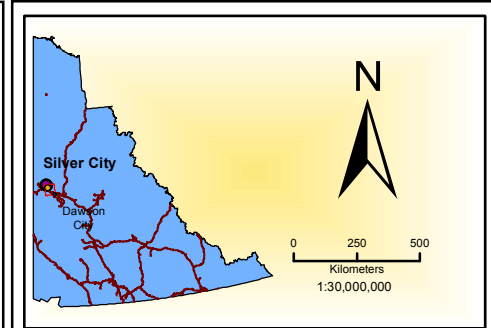 N
Silver City
Dawson
City
0 250 500
Kilometers
1:30,000,000